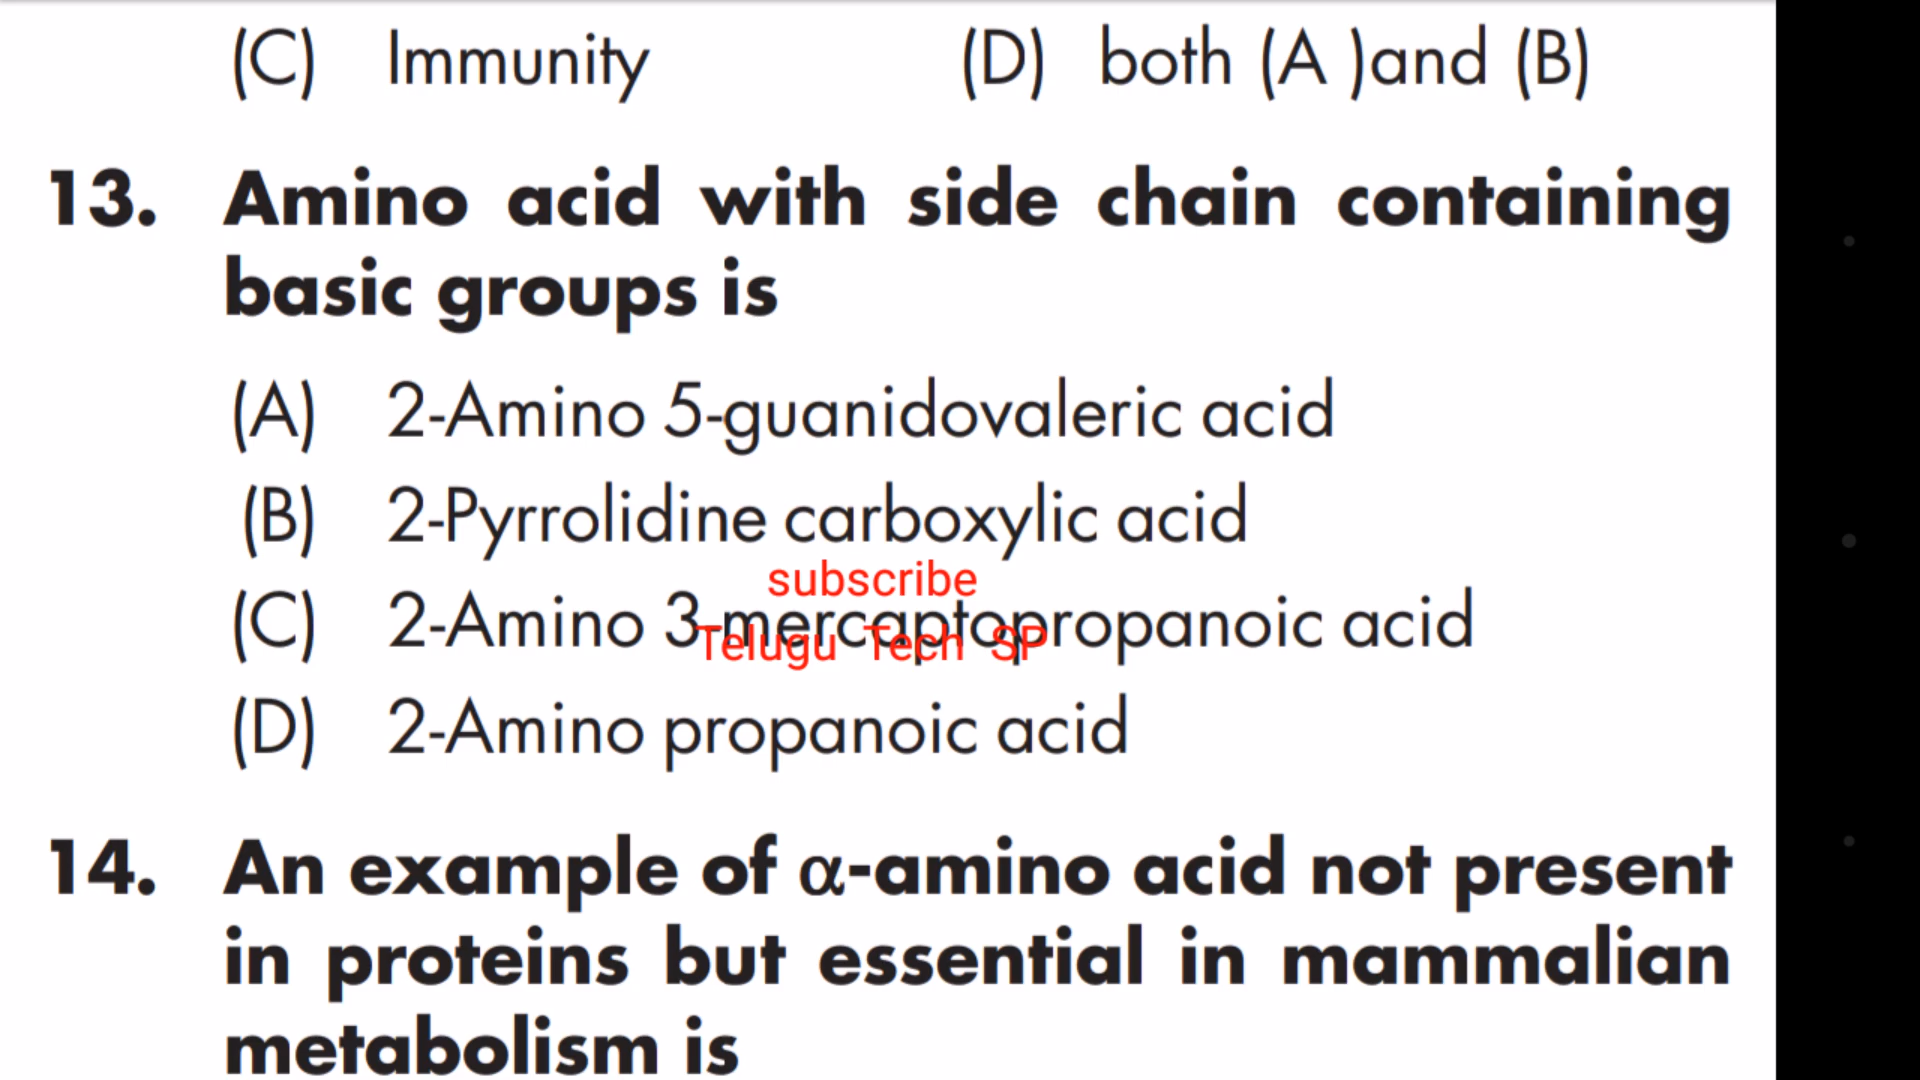 (C) Immunity (D) both (A )and (B)
13. Amino acid with side chain containing
basic groups is
(A) 2-Amino 5-guanidovaleric acid
(B) 2-Pyrrolidine carboxylic acid
subscribe
(C) 2-Amino 3-mercaptopropanoic acid
Telugu Tech SP
(D) 2-Amino propanoic acid
14. An example of α-amino acid not present
in proteins but essential in mammalian
metabolism is